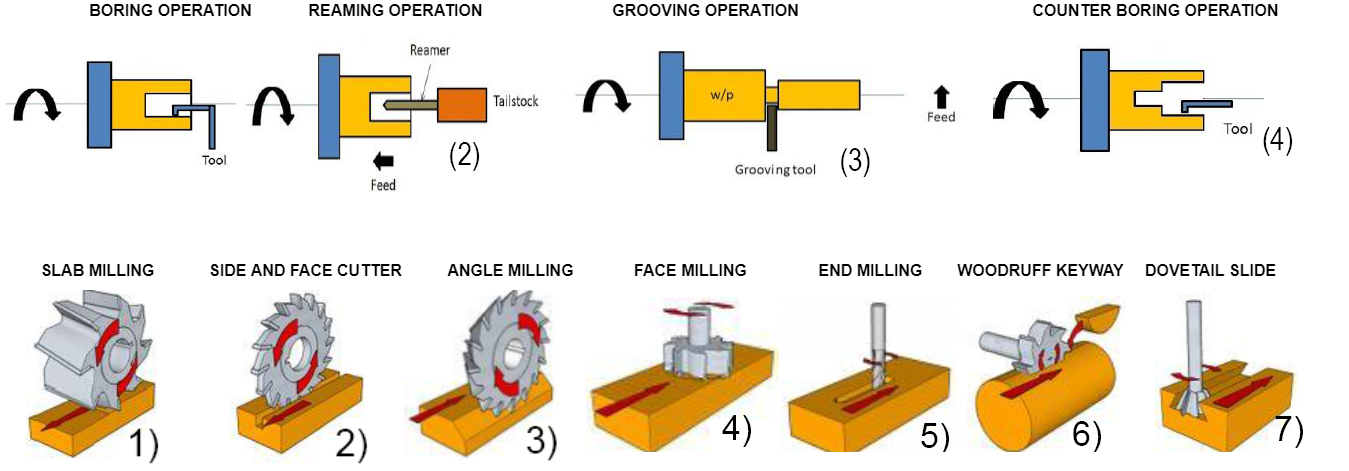 BORING OPERATION
REAMING OPERATION
GROOVING OPERATION
COUNTER BORING OPERATION
Tool
Reamer
Tailstock
Feed
(2)
w/p
Grooving tool
(3)
Feed
Tool
(4)
SLAB MILLING
SIDE AND FACE CUTTER
ANGLE MILLING
FACE MILLING
END MILLING
WOODRUFF KEYWAY
DOVETAIL SLIDE
1)
2)
3)
4)
5)
6)
7)